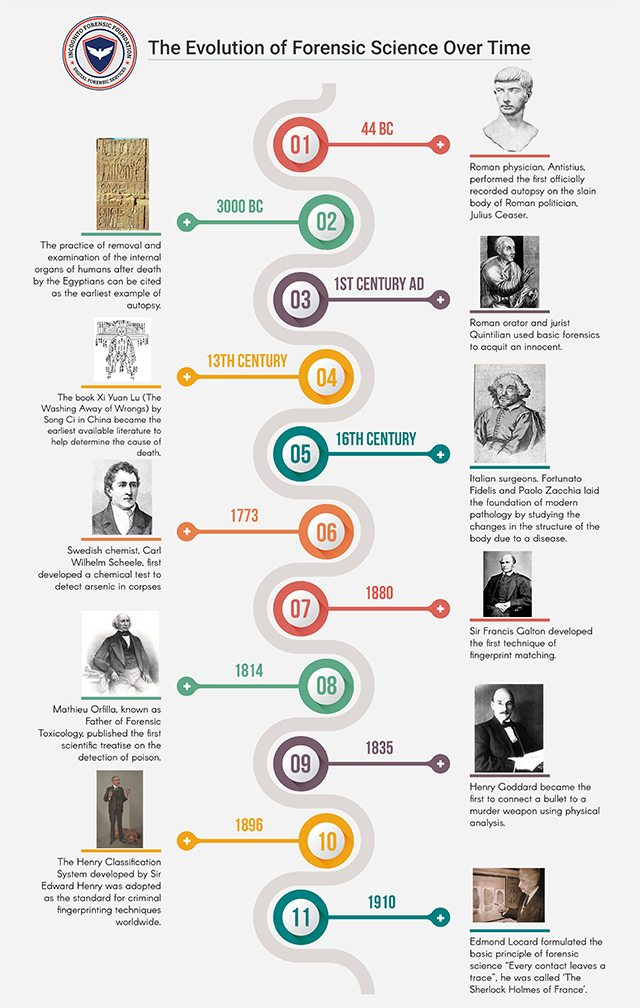 INCOGNITO FORENSIC FOUNDATION
DIGITAL FORENSIC SERVICES
The Evolution of Forensic Science Over Time
01
44 BC
Roman physician, Antistius,
performed the first officially
recorded autopsy on the slain
body of Roman politician,
Julius Ceaser.
02
3000 BC
The practice of removal and
examination of the internal
organs of humans after death
by the Egyptians can be cited
as the earliest example of
autopsy.
03
1ST CENTURY AD
Roman orator and jurist
Quintilian used basic forensics
to acquit an innocent.
04
13TH CENTURY
The book Xi Yuan Lu (The
Washing Away of Wrongs) by
Song Ci in China became the
earliest available literature to
help determine the cause of
death.
05
16TH CENTURY
Italian surgeons, Fortunato
Fidelis and Paolo Zacchia laid
the foundation of modern
pathology by studying the
changes in the structure of the
body due to a disease.
06
1773
Swedish chemist, Carl
Wilhelm Scheele, first
developed a chemical test to
detect arsenic in corpses
07
1880
Sir Francis Galton developed
the first technique of
fingerprint matching.
08
1814
Mathieu Orfilla, known as
Father of Forensic
Toxicology, published the first
scientific treatise on the
detection of poison.
09
1835
Henry Goddard became the
first to connect a bullet to a
murder weapon using physical
analysis.
10
1896
The Henry Classification
System developed by Sir
Edward Henry was adopted
as the standard for criminal
fingerprinting techniques
worldwide.
11
1910
Edmond Locard formulated the
basic principle of forensic
science "Every contact leaves a
trace", he was called 'The
Sherlock Holmes of France'.